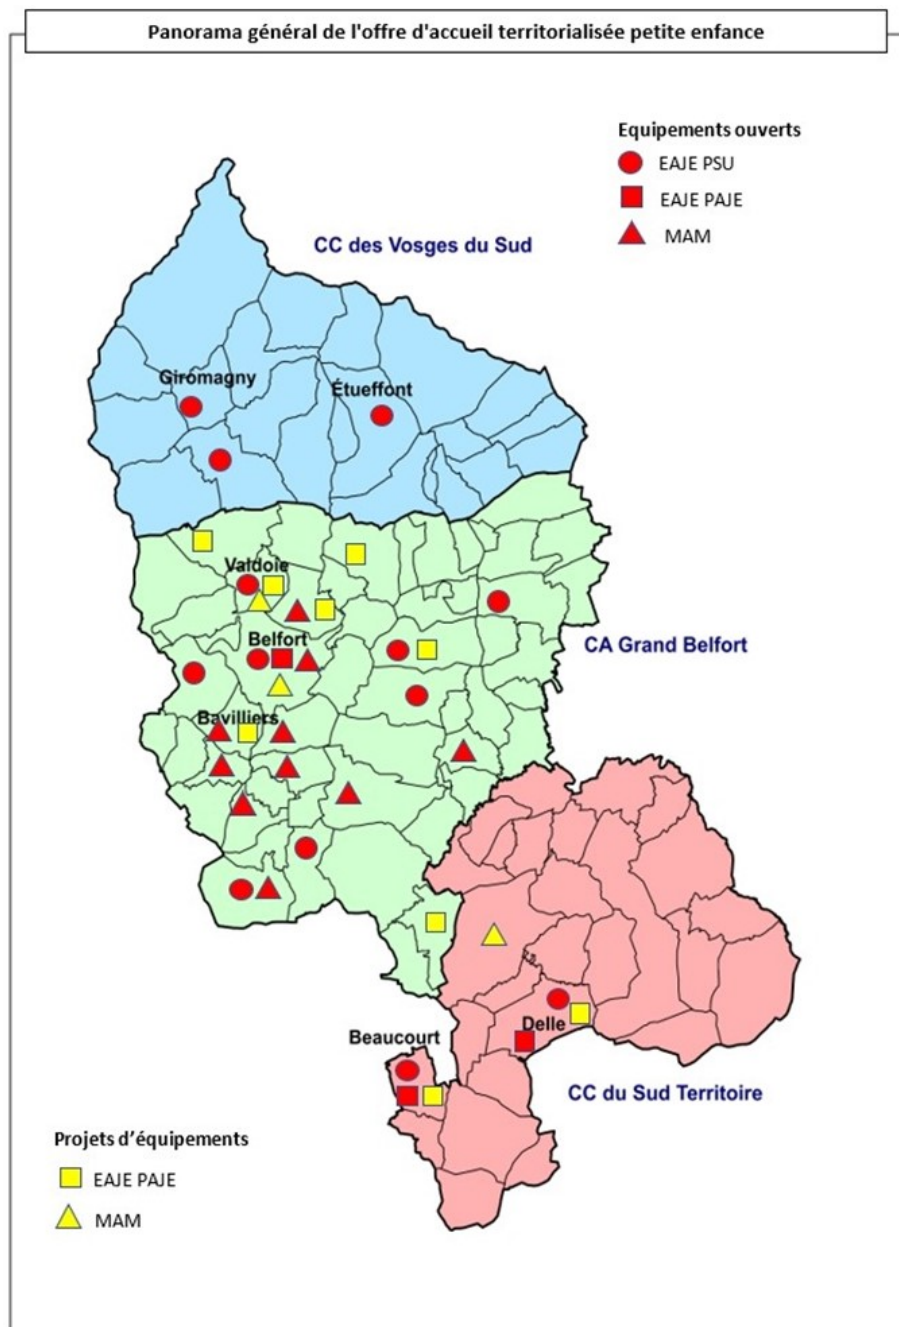 Panorama général de l'offre d'accueil territorialisée petite enfance
Equipements ouverts
EAJE PSU
EAJE PAJE
MAM
CC des Vosges du Sud
Giromagny
Étueffont
Valdoie
Belfort
CA Grand Belfort
Bavilliers
Delle
Beaucourt
CC du Sud Territoire
Projets d’équipements
EAJE PAJE
MAM